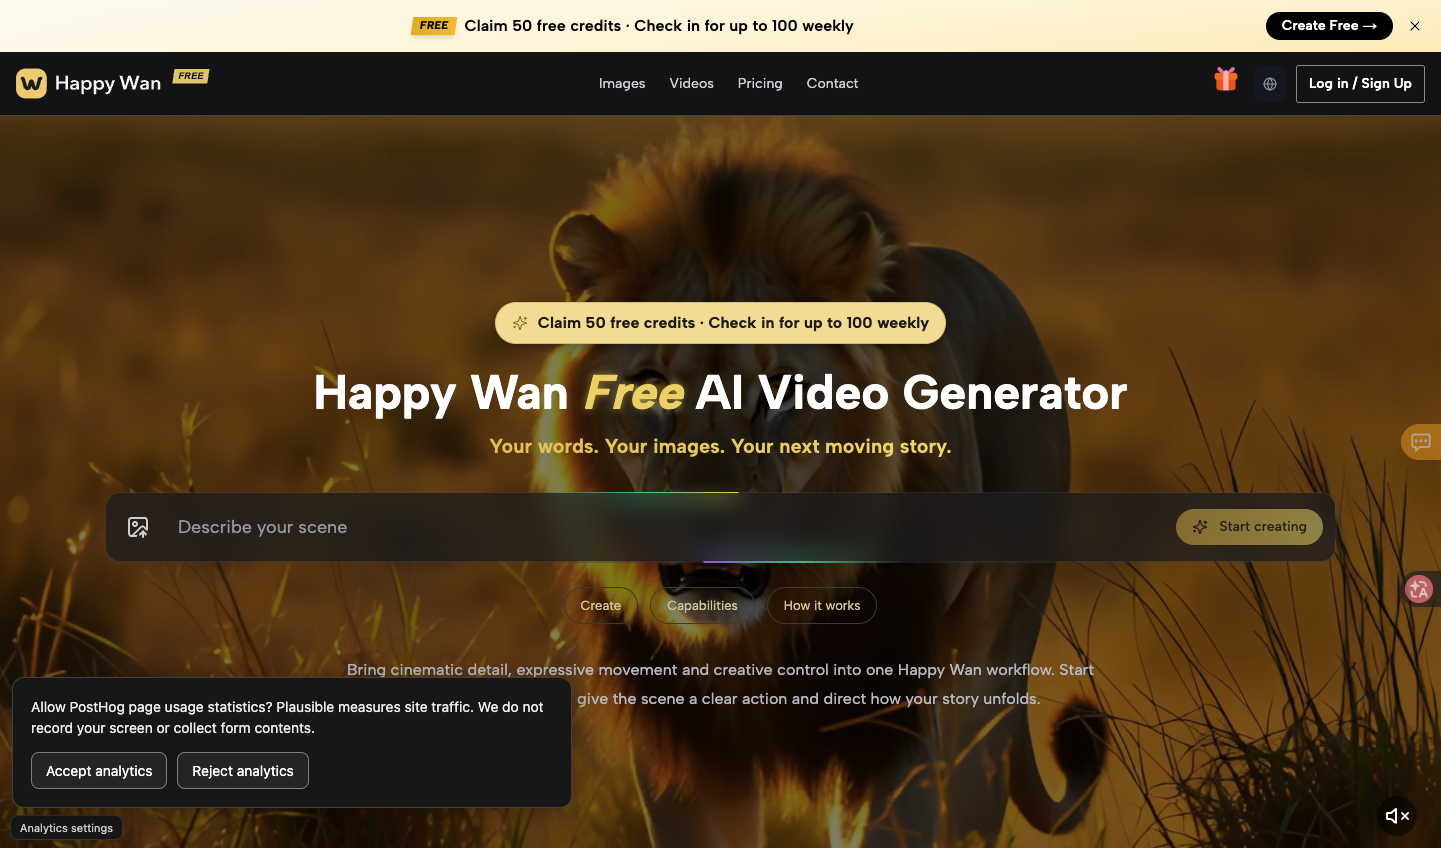 FREE Claim 50 free credits · Check in for up to 100 weekly Create Free →
Happy Wan FREE Images Videos Pricing Contact Log in / Sign Up
Claim 50 free credits · Check in for up to 100 weekly
Happy Wan Free AI Video Generator
Your words. Your images. Your next moving story.
Describe your scene Start creating
Create Capabilities How it works
Bring cinematic detail, expressive movement and creative control into one Happy Wan workflow. Start
give the scene a clear action and direct how your story unfolds.
Allow PostHog page usage statistics? Plausible measures site traffic. We do not
record your screen or collect form contents.
Accept analytics Reject analytics
Analytics settings